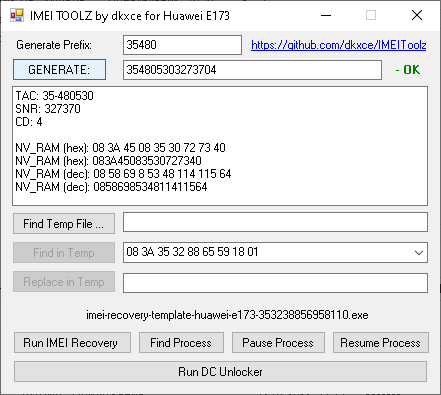 IMEI TOOLZ by dkxce for Huawei E173
Generate Prefix: 35480 https://github.com/dkxce/IMEIToolz
GENERATE: 354805303273704 - OK
TAC: 35-480530
SNR: 327370
CD: 4
NV_RAM (hex): 08 3A 45 08 35 30 72 73 40
NV_RAM (hex): 083A45083530727340
NV_RAM (dec): 08 58 69 8 53 48 114 115 64
NV_RAM (dec): 0858698534811411564
Find Temp File ...
Find in Temp 08 3A 35 32 88 65 59 18 01
Replace in Temp
imei-recovery-template-huawei-e173-353238856958110.exe
Run IMEI Recovery Find Process Pause Process Resume Process
Run DC Unlocker